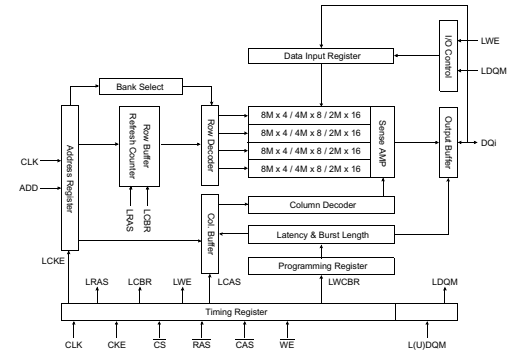 LWE
LDQM
I/O Control
Data Input Register
Bank Select
8M x 4 / 4M x 8 / 2M x 16
8M x 4 / 4M x 8 / 2M x 16
8M x 4 / 4M x 8 / 2M x 16
8M x 4 / 4M x 8 / 2M x 16
Sense AMP
Output Buffer
DQi
Row Decoder
Row Buffer
Refresh Counter
Address Register
CLK
ADD
LRAS
LCBR
Col. Buffer
Column Decoder
Latency & Burst Length
Programming Register
LCKE
LRAS
LCBR
LWE
LCAS
LWCBR
LDQM
Timing Register
CLK
CKE
CS
RAS
CAS
WE
L(U)DQM